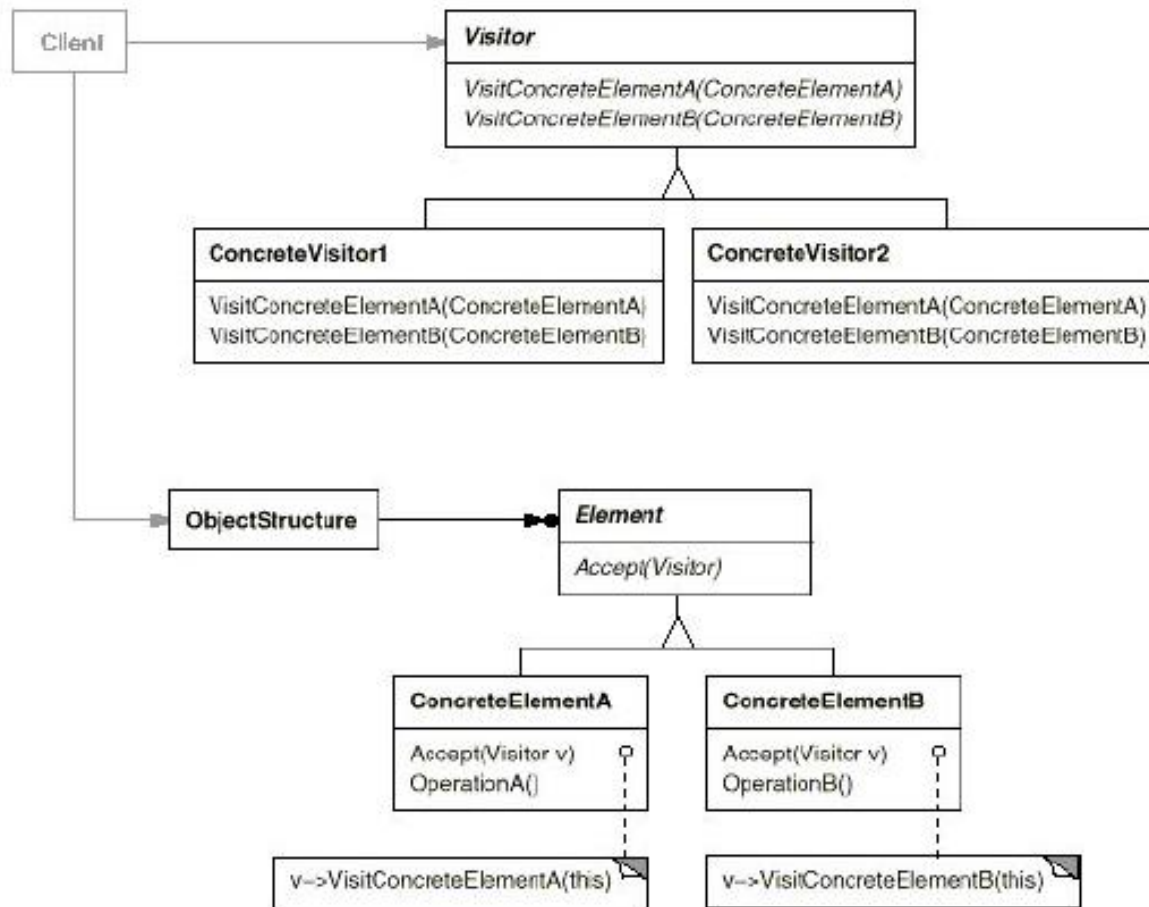 Client
Visitor
VisitConcreteElementA(ConcreteElementA)
VisitConcreteElementB(ConcreteElementB)
ConcreteVisitor1
VisitConcreteElementA(ConcreteElementA)
VisitConcreteElementB(ConcreteElementB)
ConcreteVisitor2
VisitConcreteElementA(ConcreteElementA)
VisitConcreteElementB(ConcreteElementB)
ObjectStructure
Element
Accept(Visitor)
ConcreteElementA
Accept(Visitor v)
OperationA()
ConcreteElementB
Accept(Visitor v)
OperationB()
v–>VisitConcreteElementA(this)
v–>VisitConcreteElementB(this)